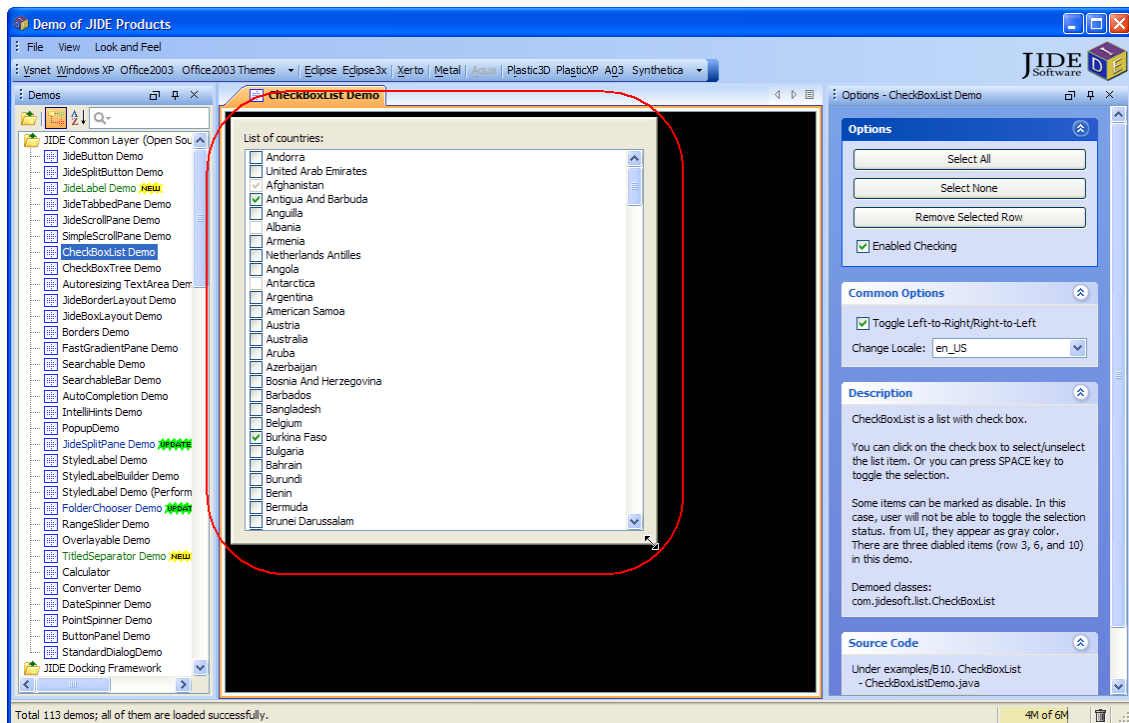 Demo of JIDE Products
File View Look and Feel
JIDE
Software
Vsnet Windows XP Office2003 Office2003 Themes Eclipse Eclipse3x Xerto Metal Aqua Plastic3D PlasticXP A03 Synthetica
Demos
JIDE Common Layer (Open Sou
JideButton Demo
JideSplitButton Demo
JideLabel Demo NEW
JideTabbedPane Demo
JideScrollPane Demo
SimpleScrollPane Demo
CheckBoxList Demo
CheckBoxTree Demo
Autoresizing TextArea Dem
JideBorderLayout Demo
JideBoxLayout Demo
Borders Demo
FastGradientPane Demo
Searchable Demo
SearchableBar Demo
AutoCompletion Demo
IntelliHints Demo
PopupDemo
JideSplitPane Demo UPDATE
StyledLabel Demo
StyledLabelBuilder Demo
StyledLabel Demo (Perform
FolderChooser Demo UPDAT
RangeSlider Demo
Overlayable Demo
TitledSeparator Demo NEW
Calculator
Converter Demo
DateSpinner Demo
PointSpinner Demo
ButtonPanel Demo
StandardDialogDemo
JIDE Docking Framework
CheckBoxList Demo
List of countries:
Andorra
United Arab Emirates
Afghanistan
Antigua And Barbuda
Anguilla
Albania
Armenia
Netherlands Antilles
Angola
Antarctica
Argentina
American Samoa
Austria
Australia
Aruba
Azerbaijan
Bosnia And Herzegovina
Barbados
Bangladesh
Belgium
Burkina Faso
Bulgaria
Bahrain
Burundi
Benin
Bermuda
Brunei Darussalam
Options - CheckBoxList Demo
Options
Select All
Select None
Remove Selected Row
Enabled Checking
Common Options
Toggle Left-to-Right/Right-to-Left
Change Locale: en_US
Description
CheckBoxList is a list with check box.
You can click on the check box to select/unselect
the list item. Or you can press SPACE key to
toggle the selection.
Some items can be marked as disable. In this
case, user will not be able to toggle the selection
status. from UI, they appear as gray color.
There are three diabled items (row 3, 6, and 10)
in this demo.
Demoed classes:
com.jidesoft.list.CheckBoxList
Source Code
Under examples/B10. CheckBoxList
- CheckBoxListDemo.java
Total 113 demos; all of them are loaded successfully.
4M of 6M